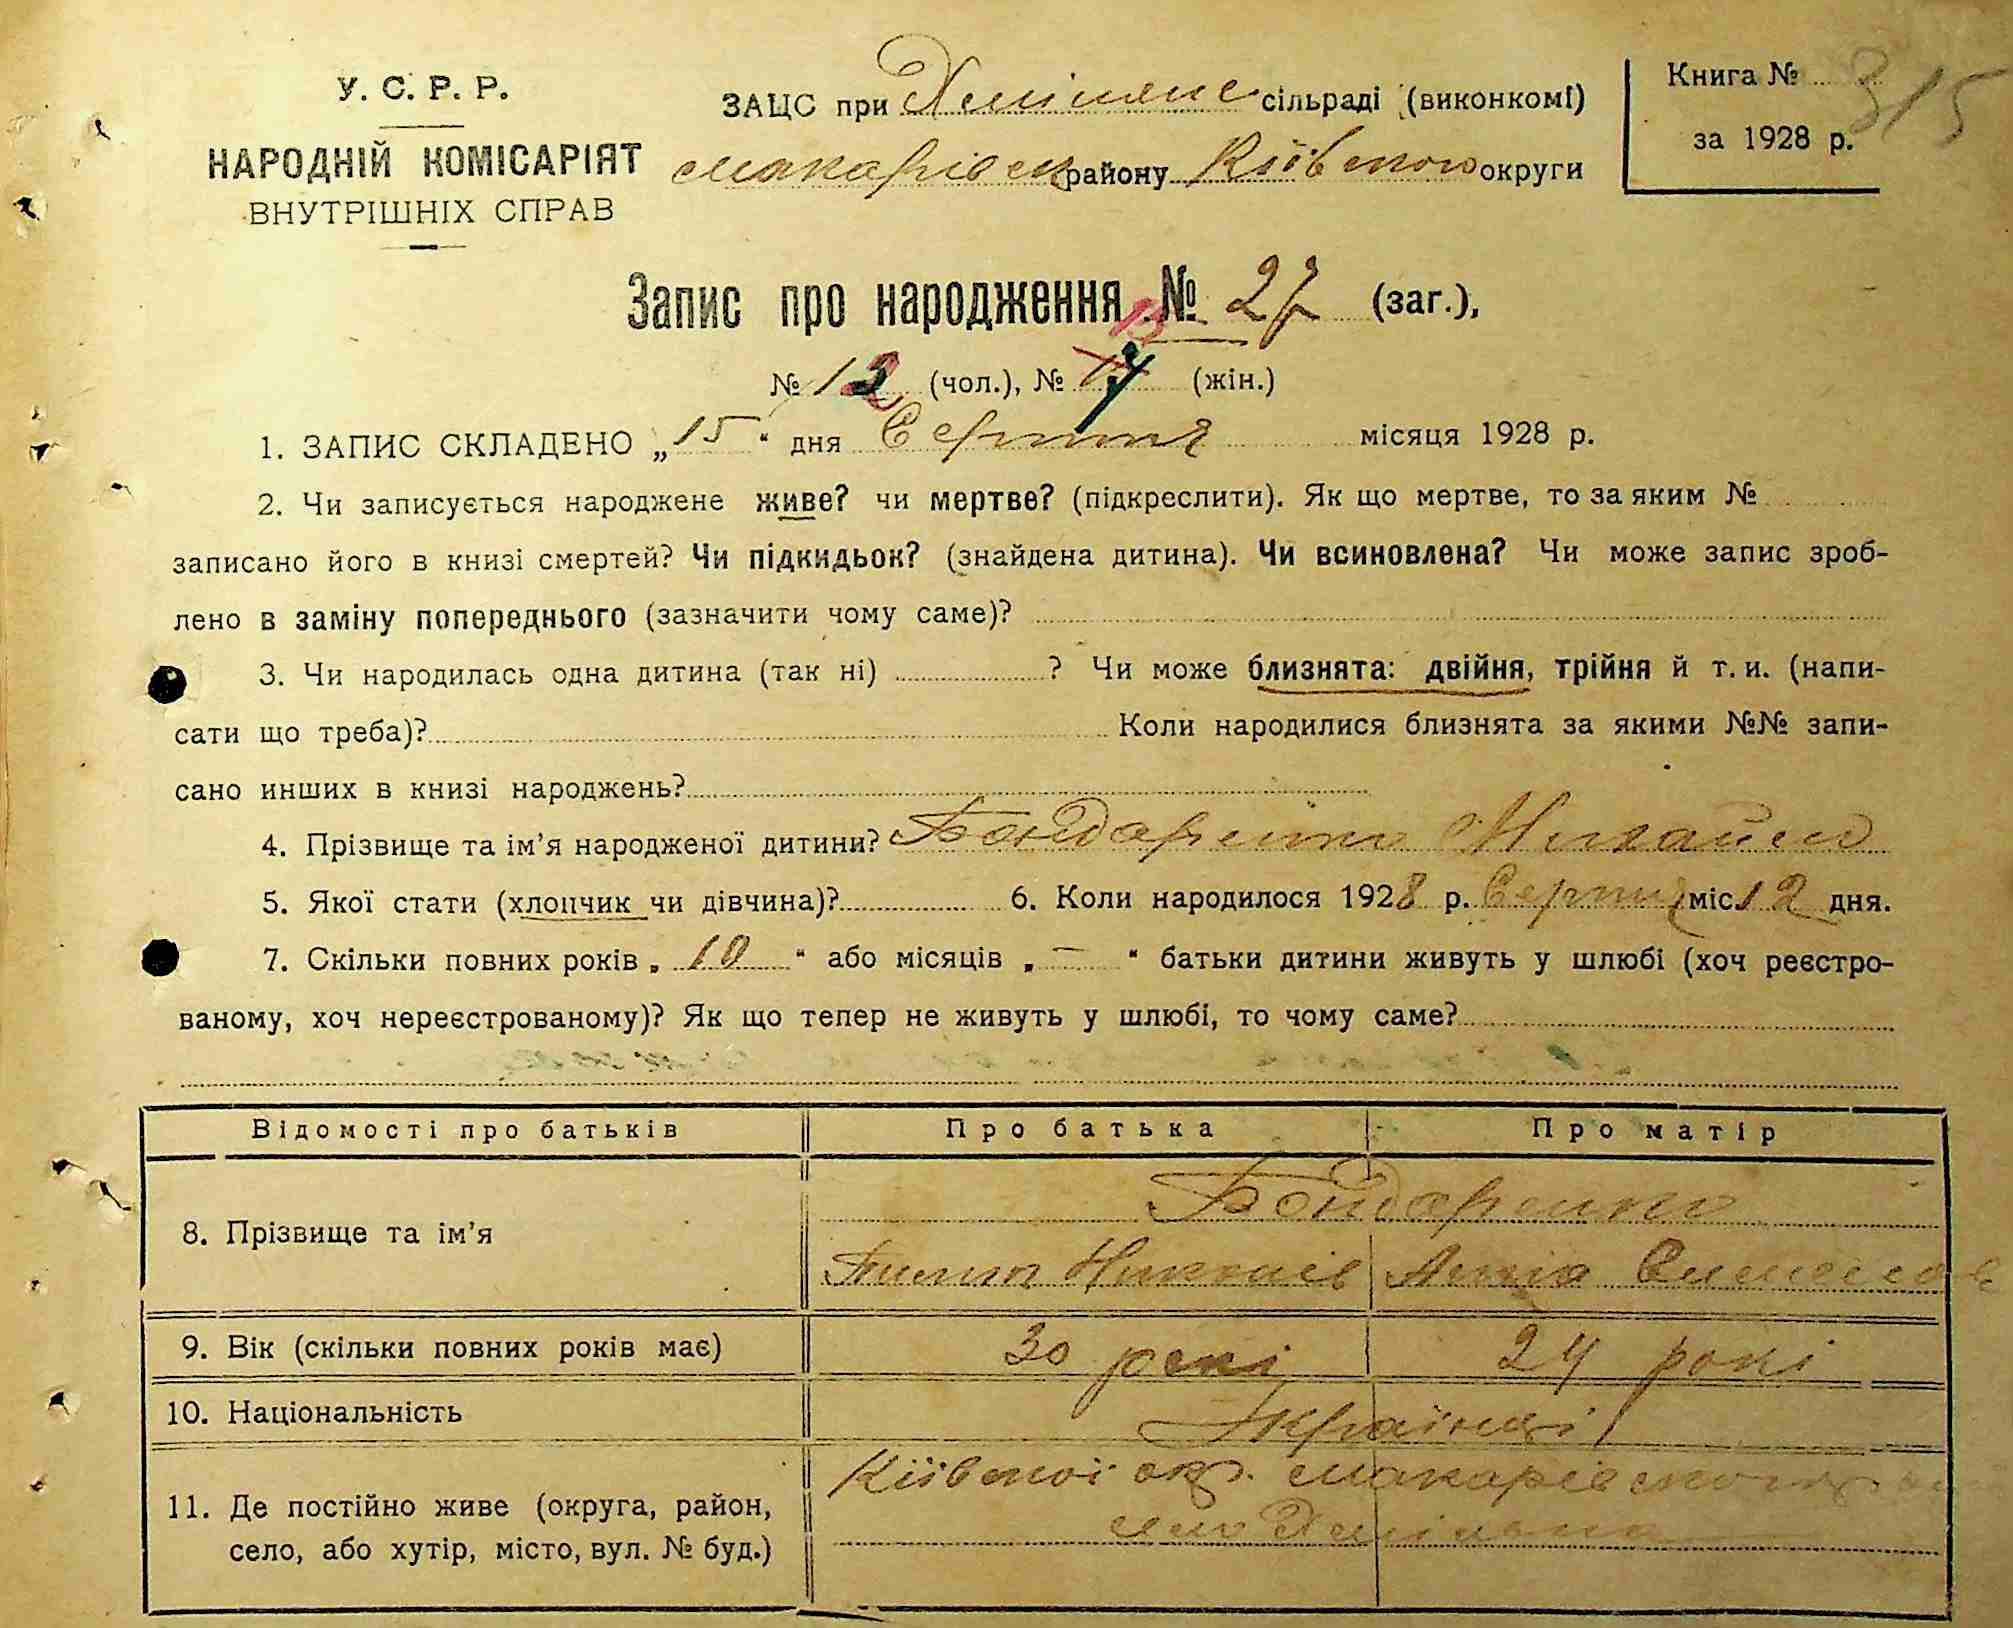 У. С. Р. Р.
НАРОДНІЙ КОМІСАРІЯТ
ВНУТРІШНІХ СПРАВ
ЗАЦС при сільраді (виконкомі)
макарівськ району Київського округи
Книга № 315
за 1928 р.
Запис про народження № 27 (заг.),
№ 12 (чол.), № (жін.)
1. ЗАПИС СКЛАДЕНО „15“ дня Серпня місяця 1928 р.
2. Чи записується народжене живе? чи мертве? (підкреслити). Як що мертве, то за яким №
записано його в книзі смертей? Чи підкидьок? (знайдена дитина). Чи всиновлена? Чи може запис зроб-
лено в заміну попереднього (зазначити чому саме)?
3. Чи народилась одна дитина (так ні) ? Чи може близнята: двійня, трійня й т. и. (напи-
сати що треба)? Коли народилися близнята за якими №№ запи-
сано инших в книзі народжень?
4. Прізвище та ім'я народженої дитини? Бондаренко Михайло
5. Якої стати (хлопчик чи дівчина)? 6. Коли народилося 1928 р. Серпня міс 12 дня.
7. Скільки повних років „ 10 “ або місяців „ — “ батьки дитини живуть у шлюбі (хоч реєстро-
ваному, хоч нереєстрованому)? Як що тепер не живуть у шлюбі, то чому саме?
Відомості про батьків Про батька Про матір
8. Прізвище та ім'я Бондаренко
9. Вік (скільки повних років має) 30 рокі 24 рокі
10. Національність Українці
11. Де постійно живе (округа, район, село, або хутір, місто, вул. № буд.) Київської окр. макарівського
село